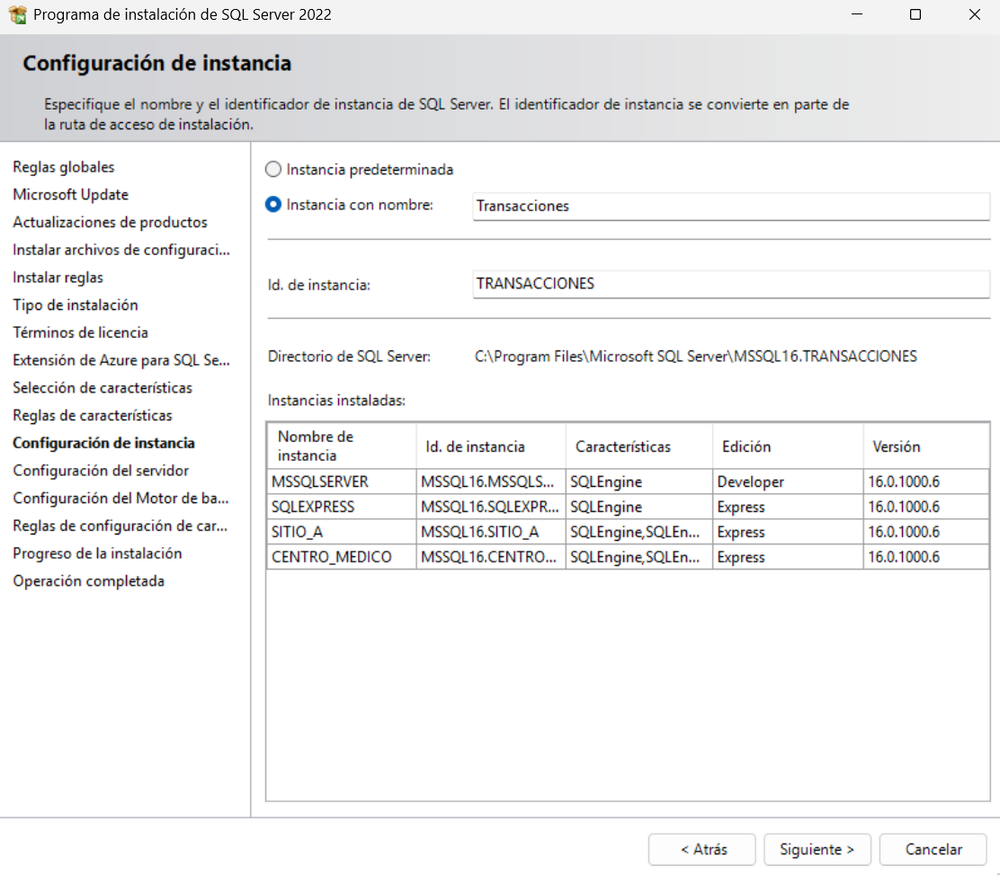 Programa de instalación de SQL Server 2022
Configuración de instancia
Especifique el nombre y el identificador de instancia de SQL Server. El identificador de instancia se convierte en parte de
la ruta de acceso de instalación.
Reglas globales
Microsoft Update
Actualizaciones de productos
Instalar archivos de configuraci...
Instalar reglas
Tipo de instalación
Términos de licencia
Extensión de Azure para SQL Se...
Selección de características
Reglas de características
Configuración de instancia
Configuración del servidor
Configuración del Motor de ba...
Reglas de configuración de car...
Progreso de la instalación
Operación completada
Instancia predeterminada
Instancia con nombre: Transacciones
Id. de instancia: TRANSACCIONES
Directorio de SQL Server: C:\Program Files\Microsoft SQL Server\MSSQL16.TRANSACCIONES
Instancias instaladas:
Nombre de instancia Id. de instancia Características Edición Versión
MSSQLSERVER MSSQL16.MSSQLS... SQLEngine Developer 16.0.1000.6
SQLEXPRESS MSSQL16.SQLEXPR... SQLEngine Express 16.0.1000.6
SITIO_A MSSQL16.SITIO_A SQLEngine,SQLEn... Express 16.0.1000.6
CENTRO_MEDICO MSSQL16.CENTRO... SQLEngine,SQLEn... Express 16.0.1000.6
< Atrás Siguiente > Cancelar